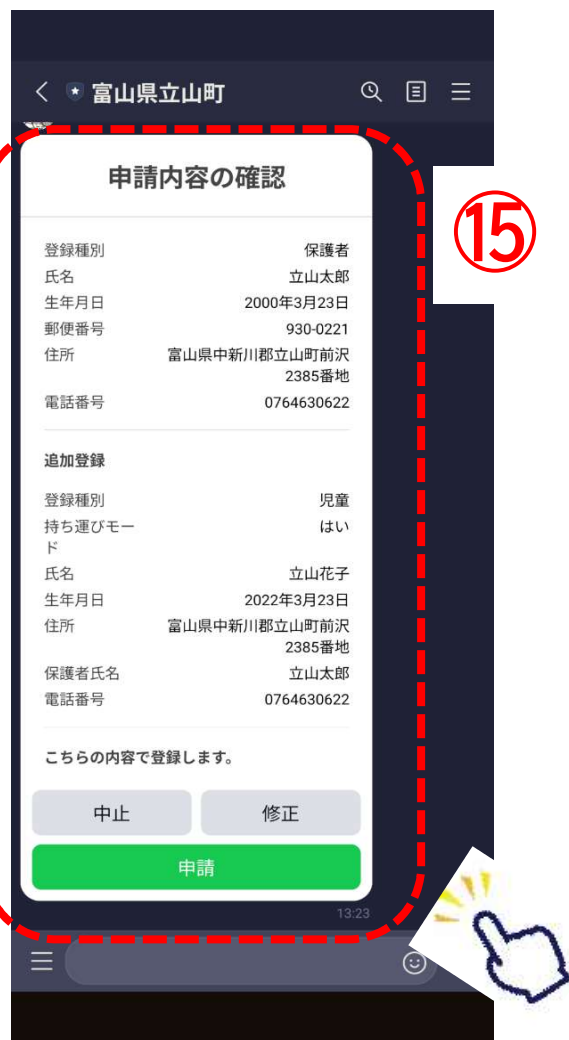 富山県立山町
申請内容の確認
⑮
登録種別 保護者
氏名 立山太郎
生年月日 2000年3月23日
郵便番号 930-0221
住所 富山県中新川郡立山町前沢
2385番地
電話番号 0764630622
追加登録
登録種別 児童
持ち運びモー はい
ド
氏名 立山花子
生年月日 2022年3月23日
住所 富山県中新川郡立山町前沢
2385番地
保護者氏名 立山太郎
電話番号 0764630622
こちらの内容で登録します。
中止 修正
申請
13:23